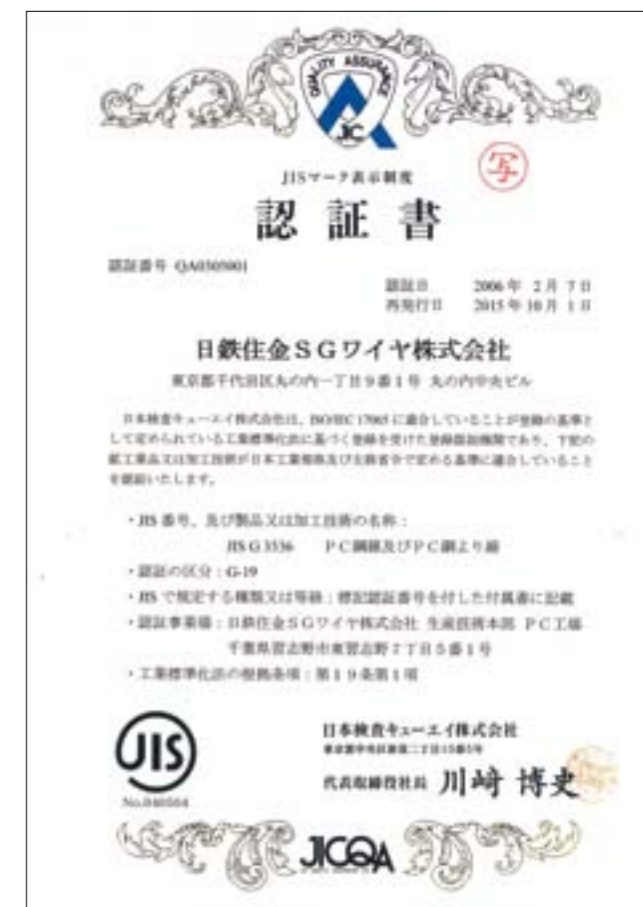 QUALITY ASSURANCE
JIC
写
JISマーク表示制度
認証書
認証番号 QA0305001
認証日 2006年 2月 7日
再発行日 2015年10月 1日
日鉄住金SGワイヤ株式会社
東京都千代田区丸の内一丁目9番1号 丸の内中央ビル
日本検査キューエイ株式会社は、ISO/IEC 17065 に適合していることが登録の基準と
して定められている工業標準化法に基づく登録を受けた登録認証機関であり、下記の
鉱工業品又は加工技術が日本工業規格及び主務省令で定める基準に適合していること
を認証いたします。
・JIS 番号、及び製品又は加工技術の名称：
JIS G 3536 PC鋼線及びPC鋼より線
・認証の区分：G-19
・JIS で規定する種類又は等級：標記認証番号を付した付属書に記載
・認証事業場：日鉄住金SGワイヤ株式会社 生産技術本部 PC工場
千葉県習志野市東習志野7丁目5番1号
・工業標準化法の根拠条項：第19条第1項
JIS
日本検査キューエイ株式会社
代表取締役社長 川﨑 博史
JICQA